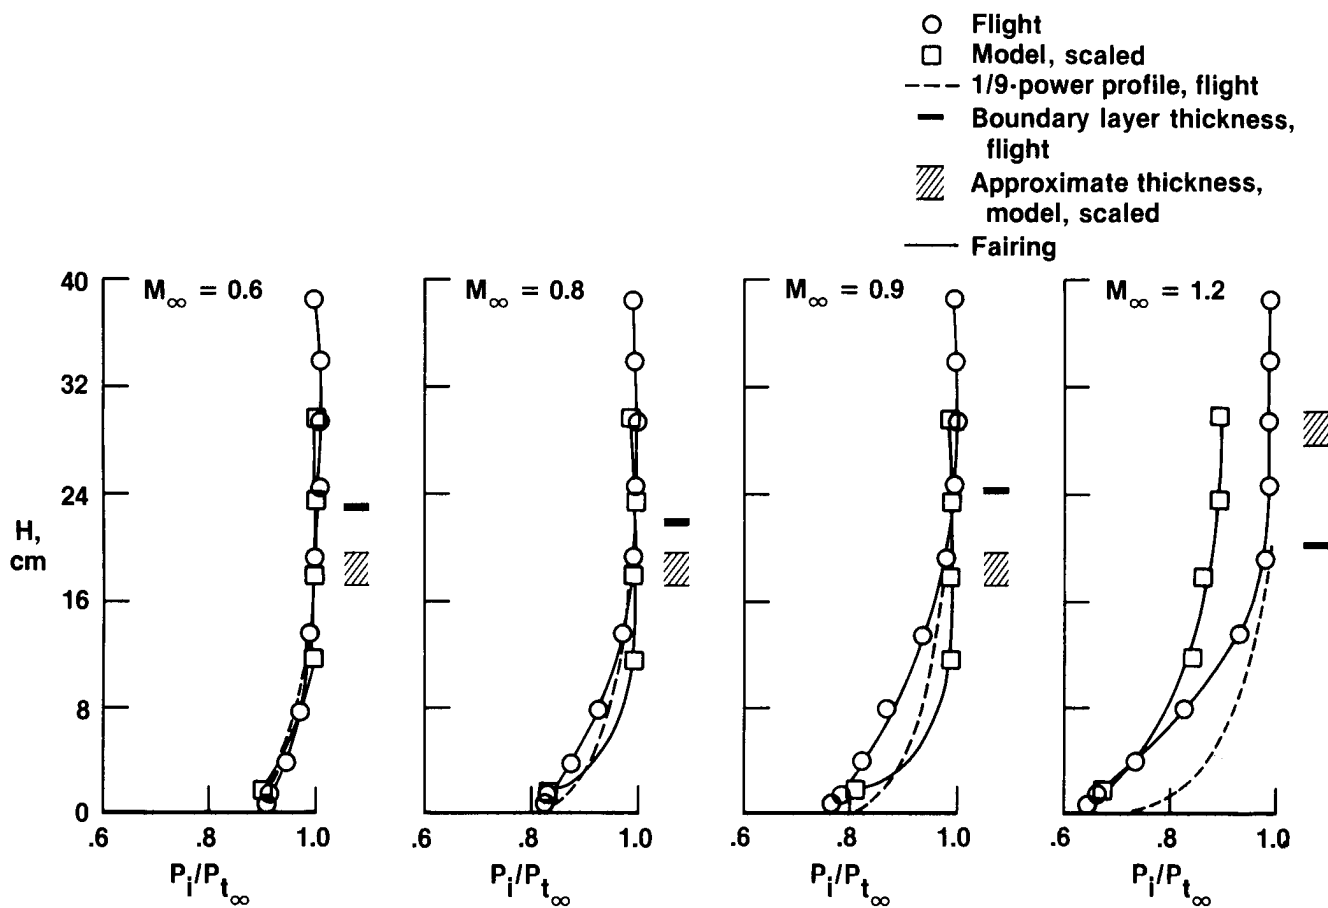 Flight
Model, scaled
1/9-power profile, flight
Boundary layer thickness,
flight
Approximate thickness,
model, scaled
Fairing
40
32
24
16
8
0
H,
cm
M∞ = 0.6
M∞ = 0.8
M∞ = 0.9
M∞ = 1.2
.6 .8 1.0
.6 .8 1.0
.6 .8 1.0
.6 .8 1.0
Pi/Pt∞
Pi/Pt∞
Pi/Pt∞
Pi/Pt∞